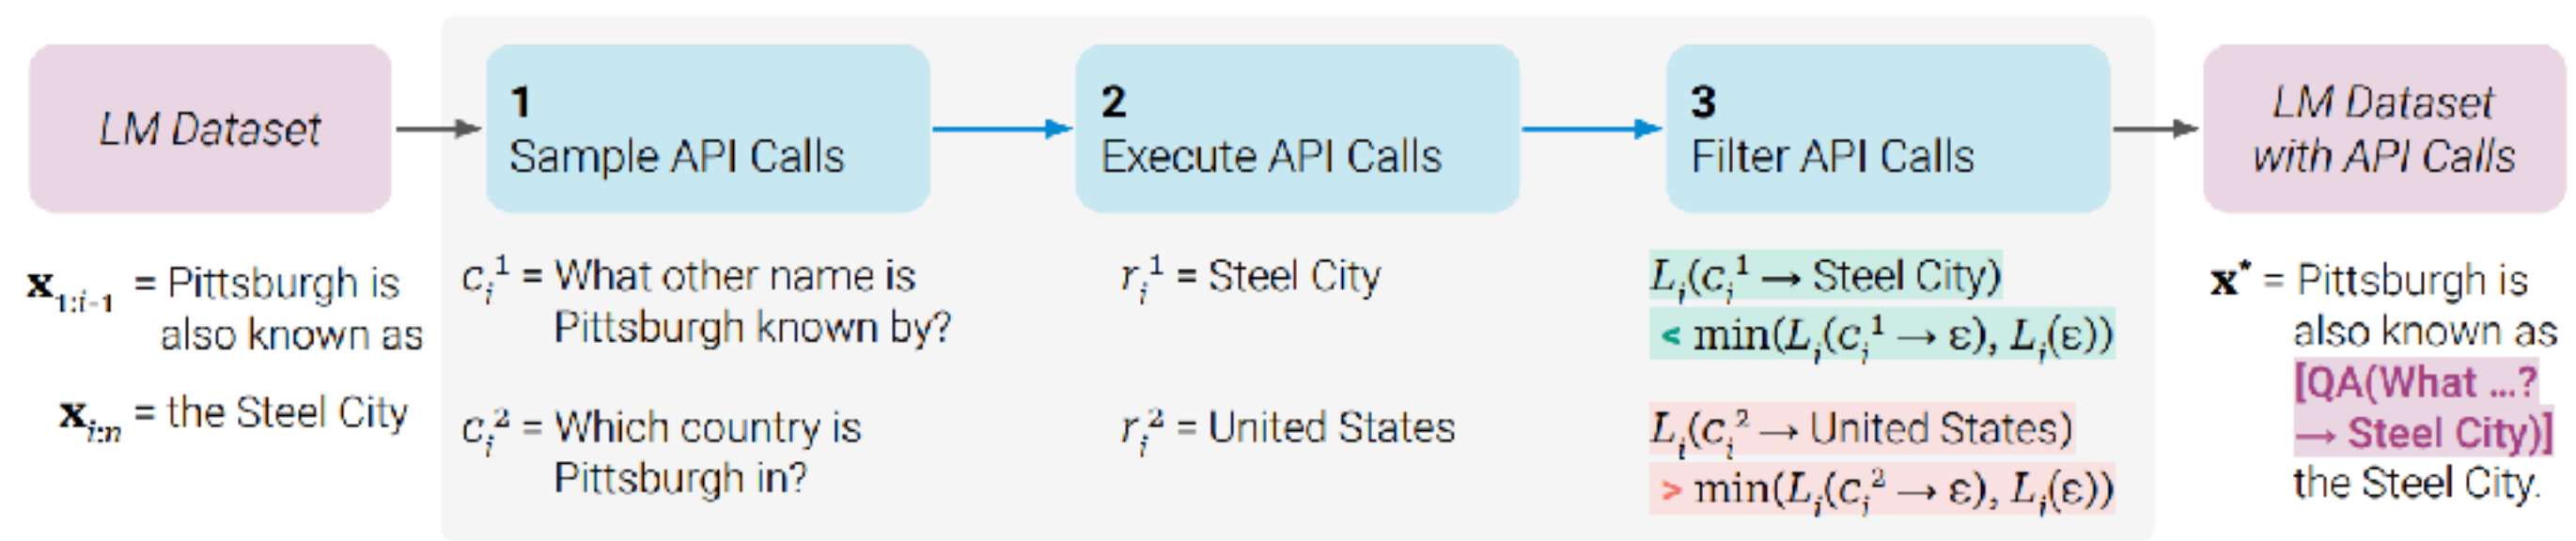 LM Dataset
1
Sample API Calls
2
Execute API Calls
3
Filter API Calls
LM Dataset
with API Calls
x1:i-1 = Pittsburgh is
also known as
xi:n = the Steel City
ci1 = What other name is
Pittsburgh known by?
ci2 = Which country is
Pittsburgh in?
ri1 = Steel City
ri2 = United States
Li(ci1 → Steel City)
< min(Li(ci1 → ε), Li(ε))
Li(ci2 → United States)
> min(Li(ci2 → ε), Li(ε))
x* = Pittsburgh is
also known as
[QA(What ...?
→ Steel City)]
the Steel City.